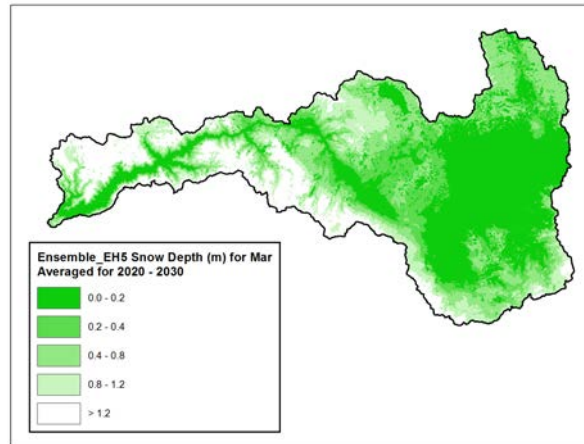 Ensemble_EH5 Snow Depth (m) for Mar
Averaged for 2020 - 2030
0.0 - 0.2
0.2 - 0.4
0.4 - 0.8
0.8 - 1.2
> 1.2